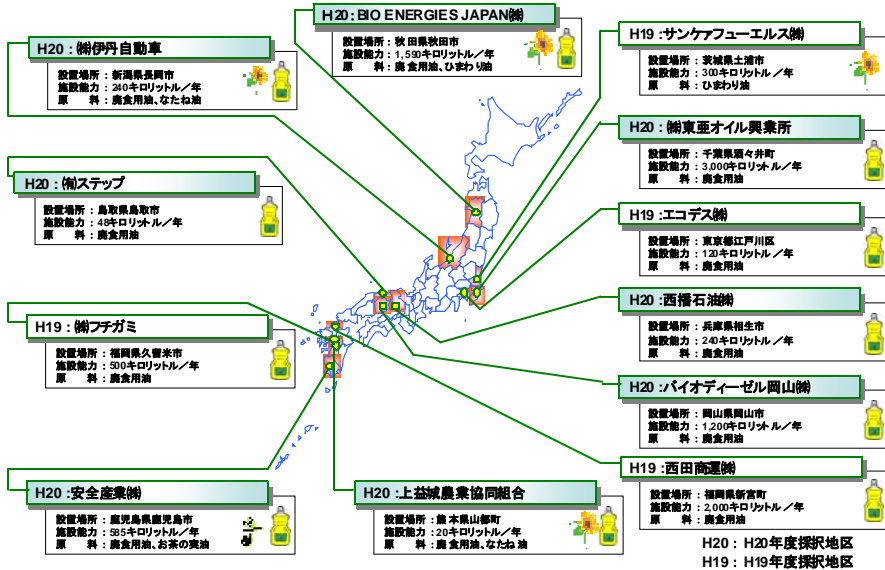 H20: BIO ENERGIES JAPAN㈱
設置場所：秋田県秋田市
施設能力：1,590キロリットル／年
原　　料：廃食用油、ひまわり油
H20: ㈱伊丹自動車
設置場所：新潟県長岡市
施設能力：240キロリットル／年
原　　料：廃食用油、なたね油
H20: ㈲ステップ
設置場所：鳥取県鳥取市
施設能力：48キロリットル／年
原　　料：廃食用油
H19: ㈱フチガミ
設置場所：福岡県久留米市
施設能力：500キロリットル／年
原　　料：廃食用油
H20: 安全産業㈱
設置場所：鹿児島県鹿児島市
施設能力：585キロリットル／年
原　　料：廃食用油、お茶の実油
H20: 上益城農業協同組合
設置場所：熊本県山都町
施設能力：20キロリットル／年
原　　料：廃食用油、なたね油
H19: サンケァフューエルス㈱
設置場所：茨城県土浦市
施設能力：300キロリットル／年
原　　料：ひまわり油
H20: ㈱東亜オイル興業所
設置場所：千葉県酒々井町
施設能力：3,000キロリットル／年
原　　料：廃食用油
H19: エコデス㈱
設置場所：東京都江戸川区
施設能力：120キロリットル／年
原　　料：廃食用油
H20: 西播石油㈱
設置場所：兵庫県相生市
施設能力：240キロリットル／年
原　　料：廃食用油
H20: バイオディーゼル岡山㈱
設置場所：岡山県岡山市
施設能力：1,200キロリットル／年
原　　料：廃食用油
H19: 西田商運㈱
設置場所：福岡県新宮町
施設能力：2,000キロリットル／年
原　　料：廃食用油
H20：H20年度採択地区
H19：H19年度採択地区